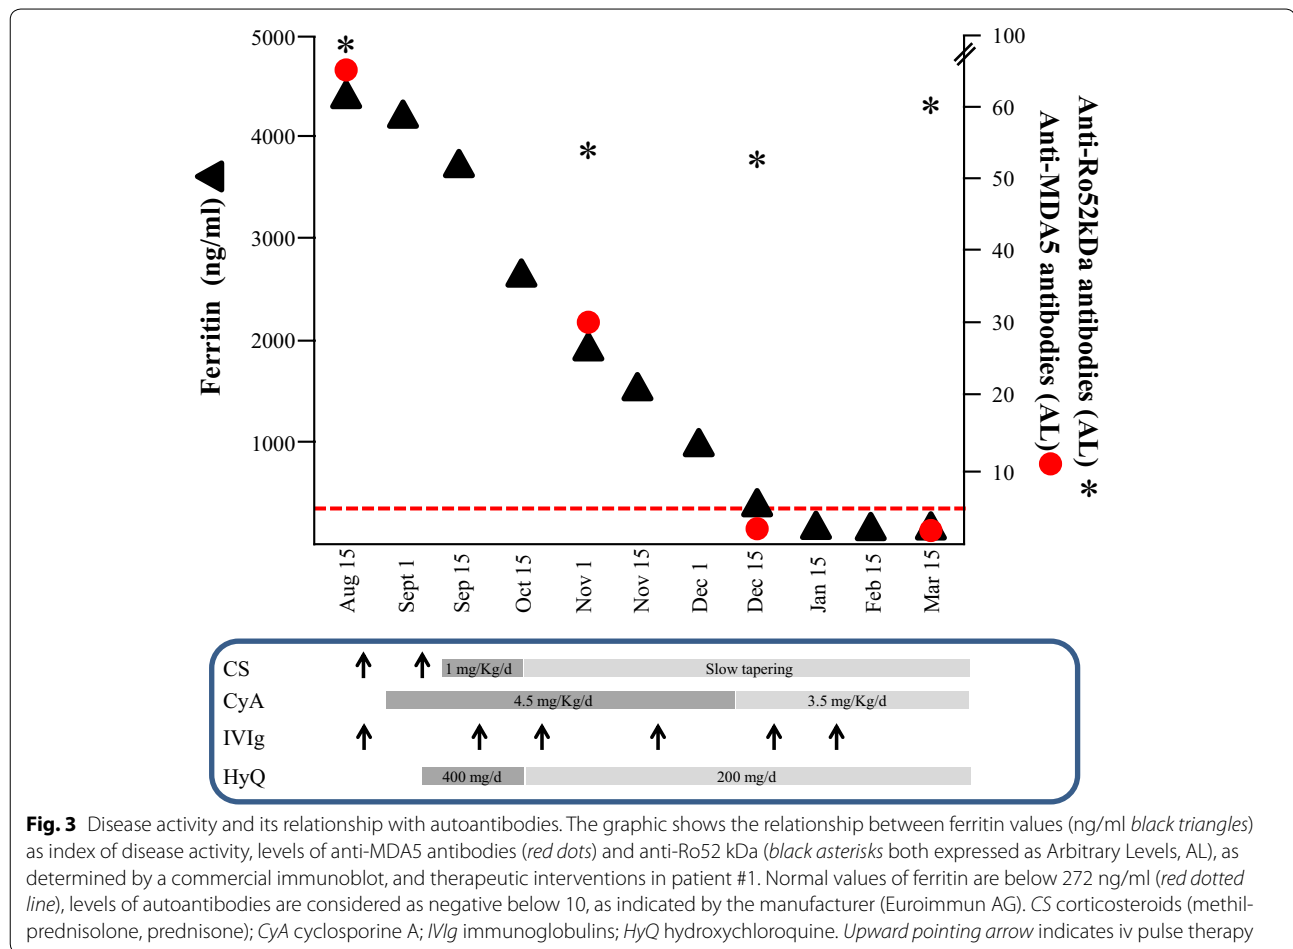 5000
4000
3000
2000
1000
Ferritin (ng/ml)
*
*
*
*
100
60
50
40
30
20
10
Anti-MDA5 antibodies (AL)
Anti-Ro52kDa antibodies (AL) *
Aug 15
Sept 1
Sep 15
Oct 15
Nov 1
Nov 15
Dec 1
Dec 15
Jan 15
Feb 15
Mar 15
CS 1 mg/Kg/d Slow tapering
CyA 4.5 mg/Kg/d 3.5 mg/Kg/d
IVIg
HyQ 400 mg/d 200 mg/d
Fig. 3 Disease activity and its relationship with autoantibodies. The graphic shows the relationship between ferritin values (ng/ml black triangles)
as index of disease activity, levels of anti-MDA5 antibodies (red dots) and anti-Ro52 kDa (black asterisks both expressed as Arbitrary Levels, AL), as
determined by a commercial immunoblot, and therapeutic interventions in patient #1. Normal values of ferritin are below 272 ng/ml (red dotted
line), levels of autoantibodies are considered as negative below 10, as indicated by the manufacturer (Euroimmun AG). CS corticosteroids (methil-
prednisolone, prednisone); CyA cyclosporine A; IVIg immunoglobulins; HyQ hydroxychloroquine. Upward pointing arrow indicates iv pulse therapy